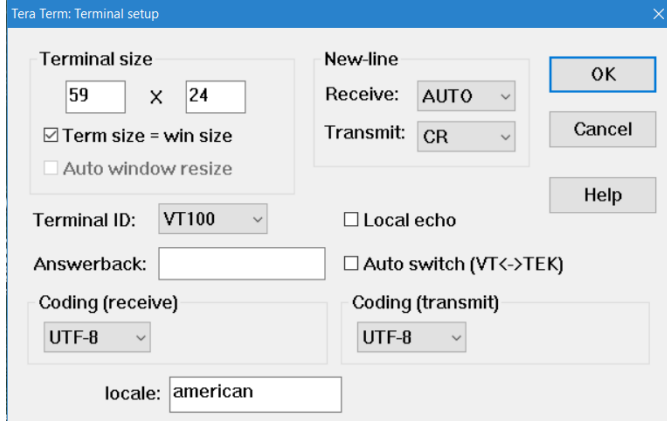 Tera Term: Terminal setup
Terminal size
59 X 24
Term size = win size
Auto window resize
New-line
Receive: AUTO
Transmit: CR
OK
Cancel
Help
Terminal ID: VT100
Local echo
Answerback:
Auto switch (VT<->TEK)
Coding (receive)
UTF-8
Coding (transmit)
UTF-8
locale: american